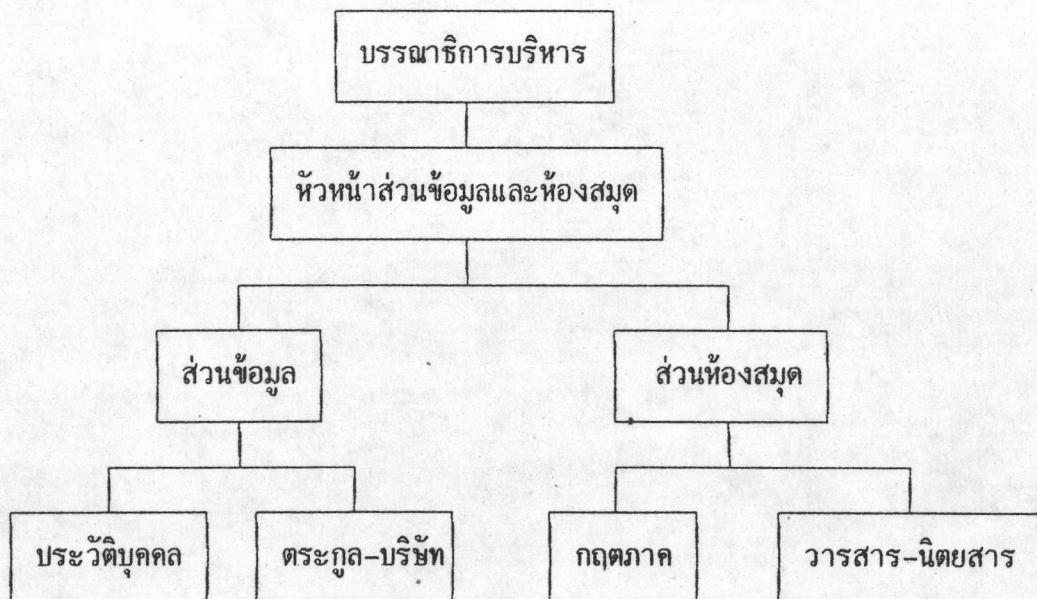 บรรณาธิการบริหาร
หัวหน้าส่วนข้อมูลและห้องสมุด
ส่วนข้อมูล
ส่วนห้องสมุด
ประวัติบุคคล
ตระกูล-บริษัท
กฤตภาค
วารสาร-นิตยสาร